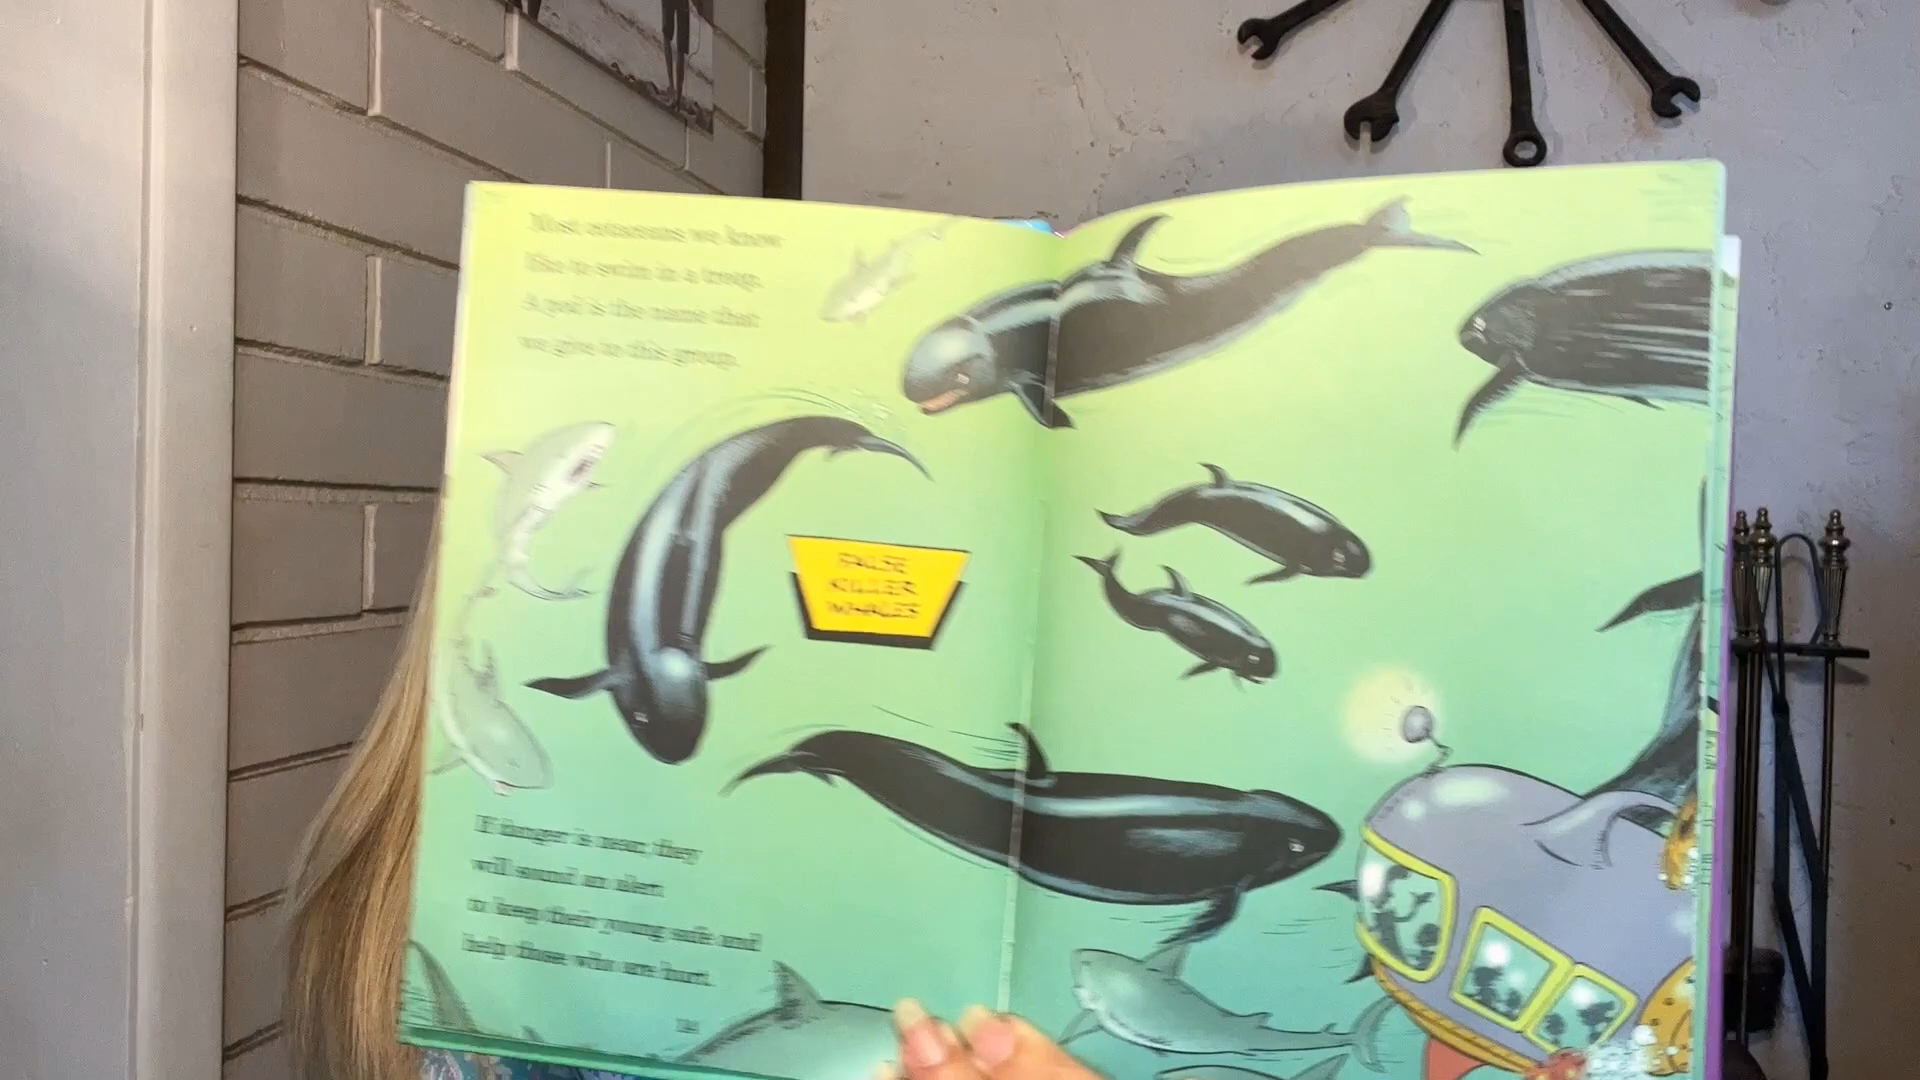 Most cetaceans we know
like to swim in a troop.
A pod is the name that
we give to this group.
FALSE
KILLER
WHALES
If danger is near, they
will sound an alert
to keep their young safe and
help those who are hurt.